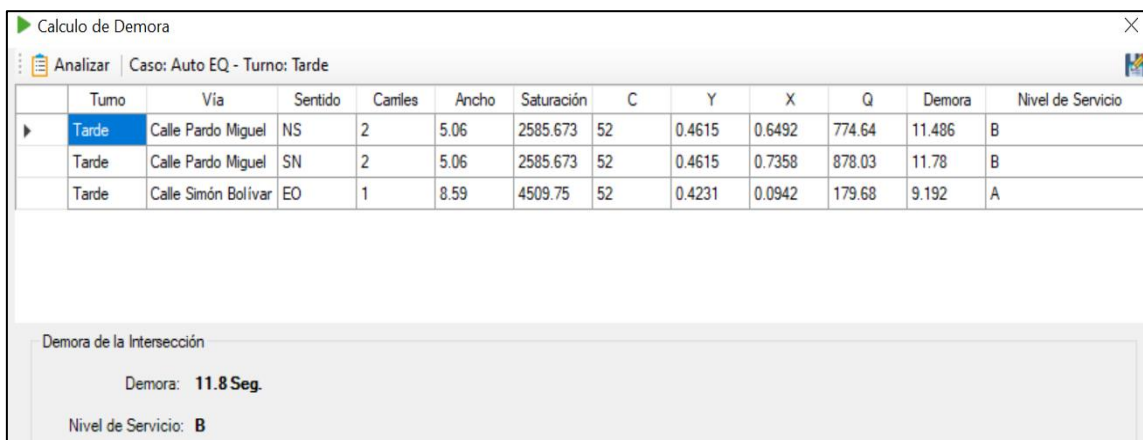 Calculo de Demora
Analizar Caso: Auto EQ - Turno: Tarde
Turno Vía Sentido Carriles Ancho Saturación C Y X Q Demora Nivel de Servicio
Tarde Calle Pardo Miguel NS 2 5.06 2585.673 52 0.4615 0.6492 774.64 11.486 B
Tarde Calle Pardo Miguel SN 2 5.06 2585.673 52 0.4615 0.7358 878.03 11.78 B
Tarde Calle Simón Bolívar EO 1 8.59 4509.75 52 0.4231 0.0942 179.68 9.192 A
Demora de la Intersección
Demora: 11.8 Seg.
Nivel de Servicio: B